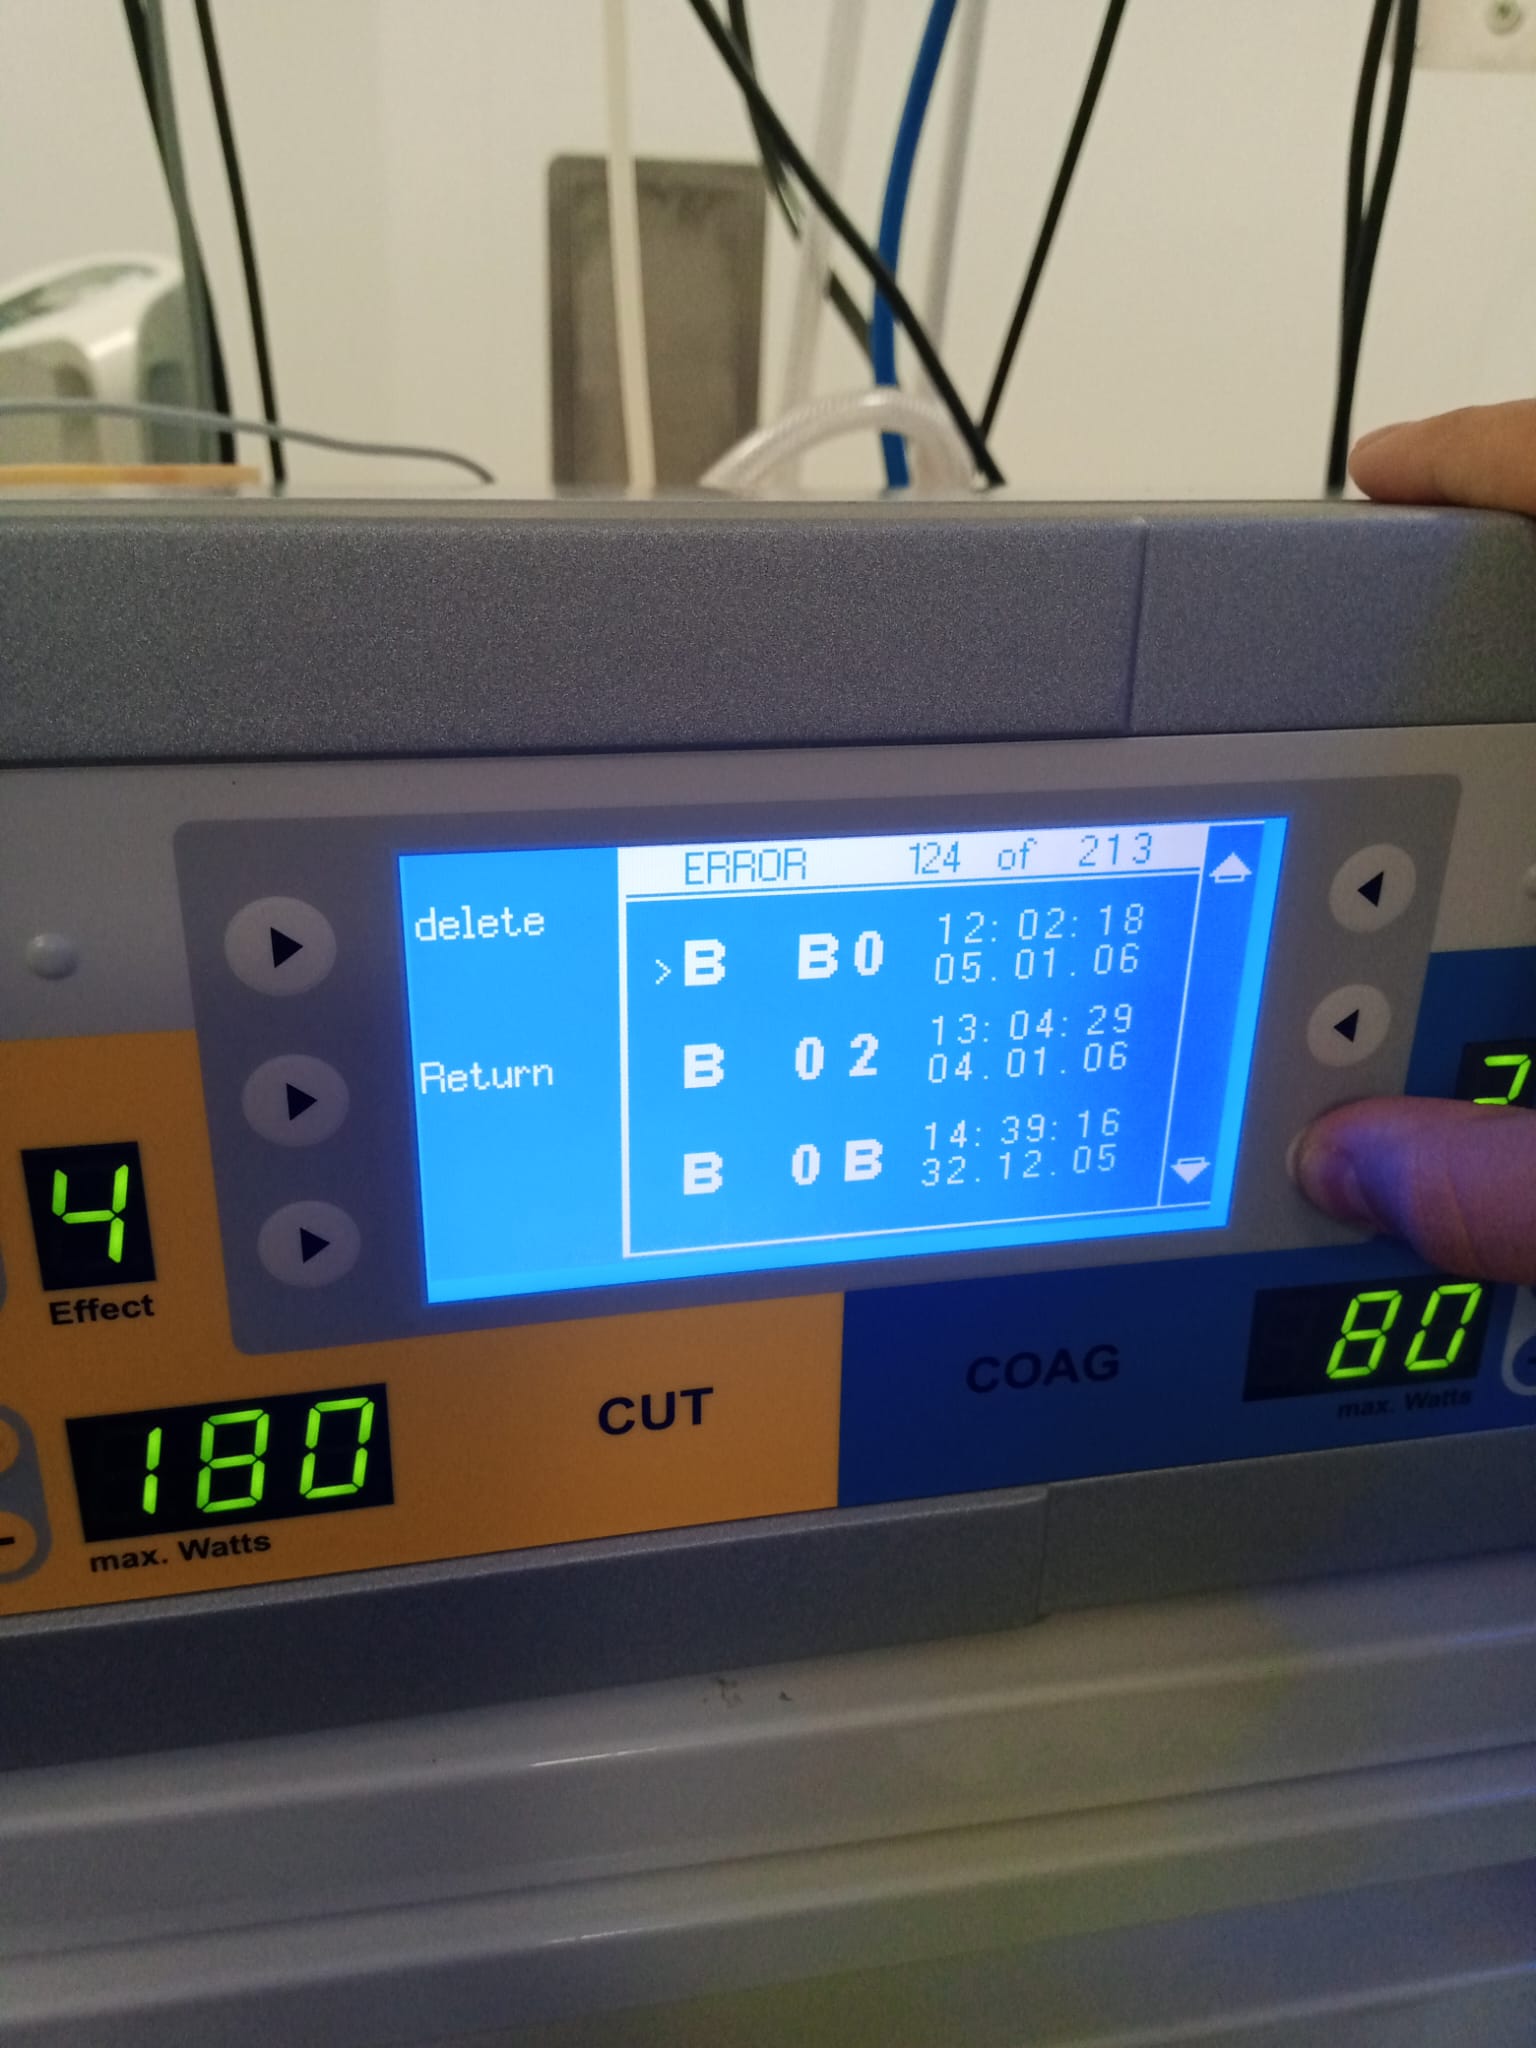 ERROR 124 of 213
delete
>B B0 12:02:18
05.01.06
B 02 13:04:29
04.01.06
Return
B 0B 14:39:16
32.12.05
4
Effect
180
max. Watts
CUT
COAG
80
max. Watts